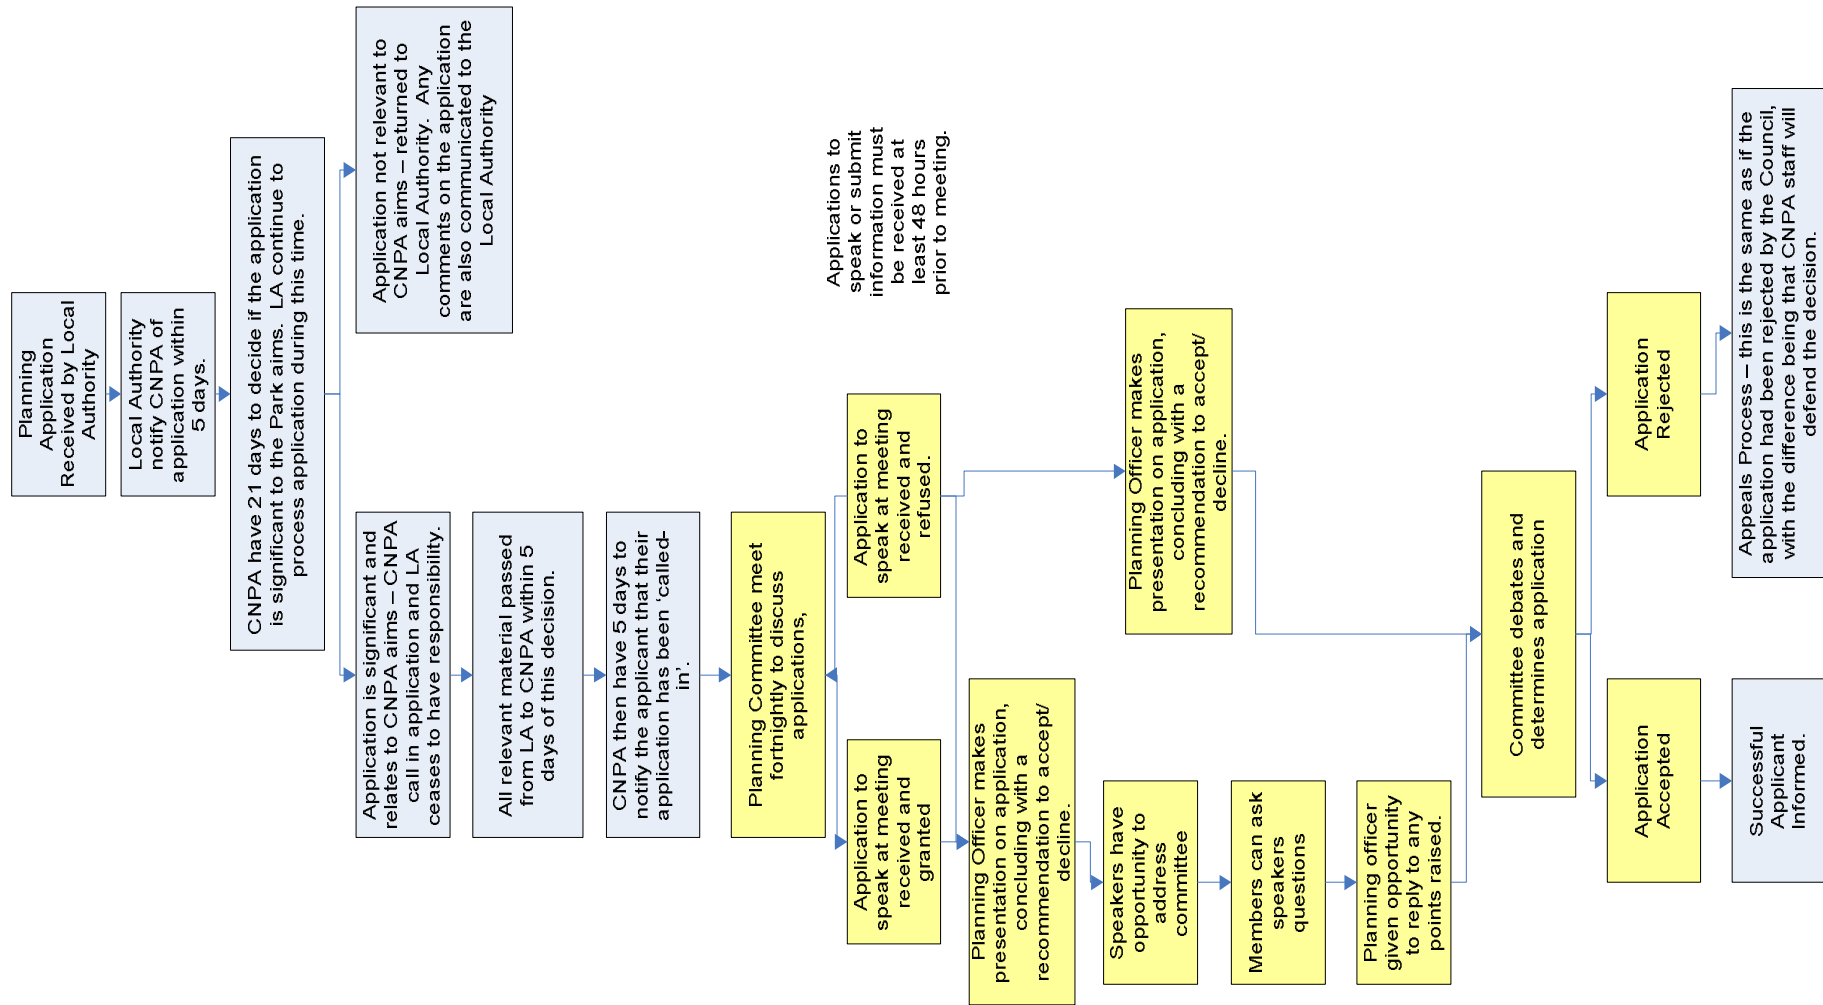 Planning
Application
Received by Local
Authority
Local Authority
notify CNPA of
application within
5 days.
CNPA have 21 days to decide if the application
is significant to the Park aims.  LA continue to
process application during this time.
Application not relevant to
CNPA aims – returned to
Local Authority.  Any
comments on the application
are also communicated to the
Local Authority
Application is significant and
relates to CNPA aims – CNPA
call in application and LA
ceases to have responsibility.
All relevant material passed
from LA to CNPA within 5
days of this decision.
CNPA then have 5 days to
notify the applicant that their
application has been ‘called-
in’.
Planning Committee meet
fortnightly to discuss
applications,
Applications to
speak or submit
information must
be received at
least 48 hours
prior to meeting.
Application to
speak at meeting
received and
refused.
Application to
speak at meeting
received and
granted
Planning Officer makes
presentation on application,
concluding with a
recommendation to accept/
decline.
Planning Officer makes
presentation on application,
concluding with a
recommendation to accept/
decline.
Speakers have
opportunity to
address
committee
Members can ask
speakers
questions
Planning officer
given opportunity
to reply to any
points raised.
Committee debates and
determines application
Application
Accepted
Application
Rejected
Successful
Applicant
Informed.
Appeals Process – this is the same as if the
application had been rejected by the Council,
with the difference being that CNPA staff will
defend the decision.